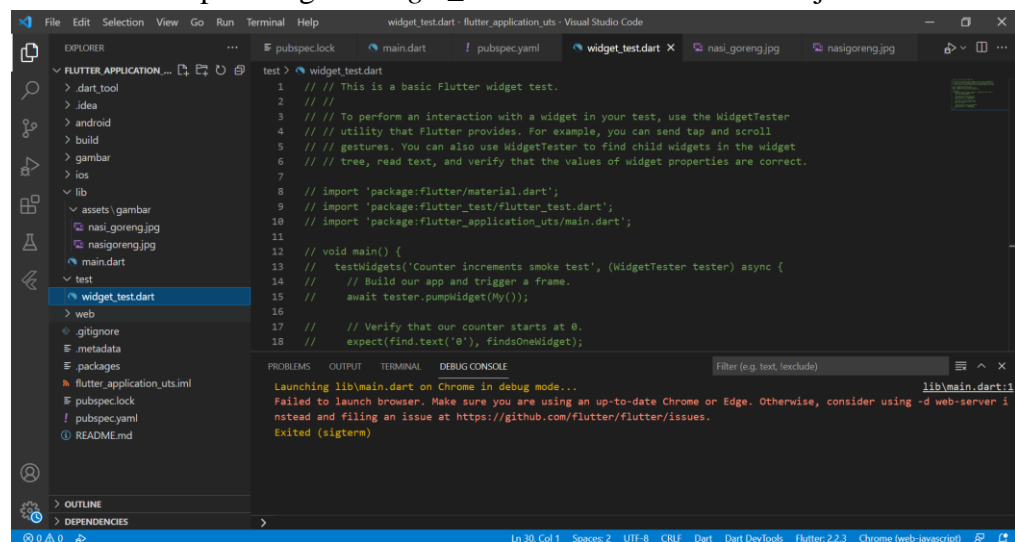 File Edit Selection View Go Run Terminal Help widget_test.dart - flutter_application_uts - Visual Studio Code
EXPLORER
FLUTTER_APPLICATION_...
.dart_tool
.idea
android
build
gambar
ios
lib
assets\gambar
nasi_goreng.jpg
nasigoreng.jpg
main.dart
test
widget_test.dart
web
.gitignore
.metadata
.packages
flutter_application_uts.iml
pubspec.lock
pubspec.yaml
README.md
OUTLINE
DEPENDENCIES
pubspec.lock main.dart pubspec.yaml widget_test.dart nasi_goreng.jpg nasigoreng.jpg
test > widget_test.dart
1 // // This is a basic Flutter widget test.
2 // //
3 // // To perform an interaction with a widget in your test, use the WidgetTester
4 // // utility that Flutter provides. For example, you can send tap and scroll
5 // // gestures. You can also use WidgetTester to find child widgets in the widget
6 // // tree, read text, and verify that the values of widget properties are correct.
7
8 // import 'package:flutter/material.dart';
9 // import 'package:flutter_test/flutter_test.dart';
10 // import 'package:flutter_application_uts/main.dart';
11
12 // void main() {
13 //   testWidgets('Counter increments smoke test', (WidgetTester tester) async {
14 //     // Build our app and trigger a frame.
15 //     await tester.pumpWidget(My());
16
17 //     // Verify that our counter starts at 0.
18 //     expect(find.text('0'), findsOneWidget);
PROBLEMS OUTPUT TERMINAL DEBUG CONSOLE Filter (e.g. text, !exclude)
Launching lib\main.dart on Chrome in debug mode... lib\main.dart:1
Failed to launch browser. Make sure you are using an up-to-date Chrome or Edge. Otherwise, consider using -d web-server i
nstead and filing an issue at https://github.com/flutter/flutter/issues.
Exited (sigterm)
0 0 Ln 30, Col 1 Spaces: 2 UTF-8 CRLF Dart Dart DevTools Flutter: 2.2.3 Chrome (web-javascript)